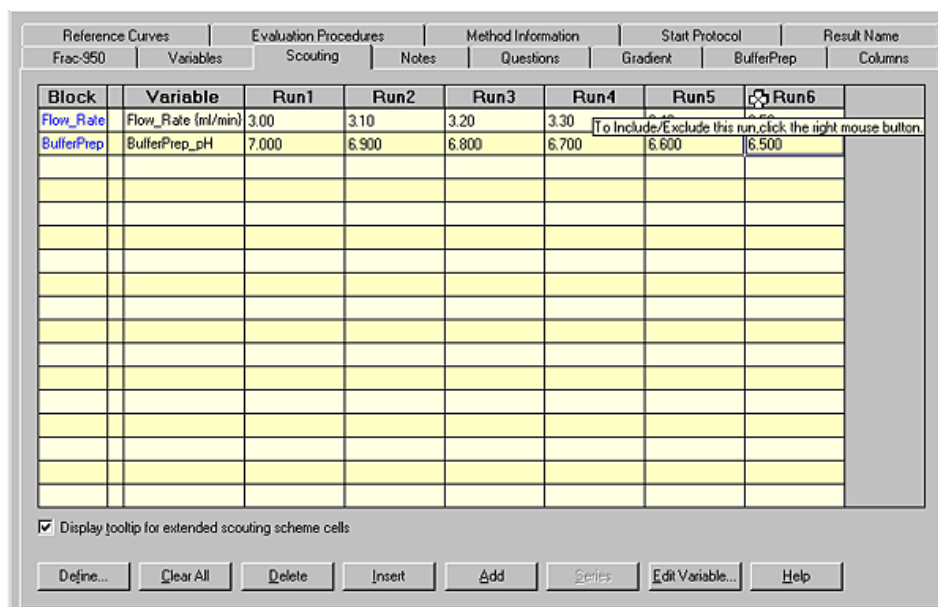 Reference Curves Evaluation Procedures Method Information Start Protocol Result Name
Frac-950 Variables Scouting Notes Questions Gradient BufferPrep Columns
Block Variable Run1 Run2 Run3 Run4 Run5 Run6
Flow_Rate Flow_Rate {ml/min} 3.00 3.10 3.20 3.30
To Include/Exclude this run,click the right mouse button.
BufferPrep BufferPrep_pH 7.000 6.900 6.800 6.700 6.600 6.500
Display tooltip for extended scouting scheme cells
Define... Clear All Delete Insert Add Series Edit Variable... Help